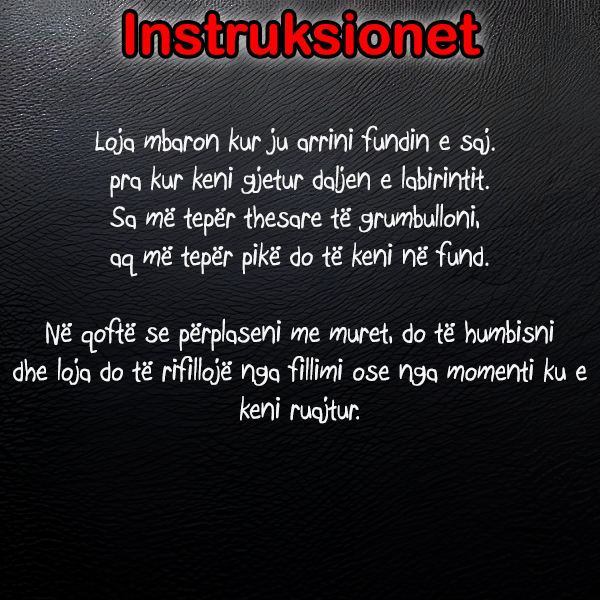 Instruksionet
Loja mbaron kur ju arrini fundin e saj.
pra kur keni gjetur daljen e labirintit.
Sa më tepër thesare të grumbulloni,
aq më tepër pikë do të keni në fund.
Në qoftë se përplaseni me muret, do të humbisni
dhe loja do të rifillojë nga fillimi ose nga momenti ku e
keni ruajtur.